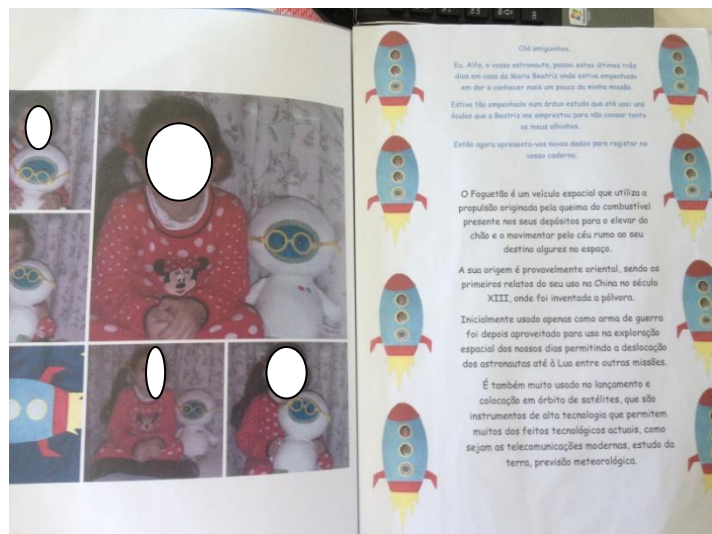 Olá amiguinhos,
Eu, Alfa, o vosso astronauta, passei estes últimos três
dias em casa da Maria Beatriz onde estive empenhado
em dar a conhecer mais um pouco da minha missão.
Estive tão empenhado num árduo estudo que até usei uns
óculos que a Beatriz me emprestou para não cansar tanto
os meus olhinhos.
Então agora apresento-vos novos dados para registar no
vosso caderno.
O Foguetão é um veículo espacial que utiliza a
propulsão originada pela queima do combustível
presente nos seus depósitos para o elevar do
chão e o movimentar pelo céu rumo ao seu
destino algures no espaço.
A sua origem é provavelmente oriental, sendo os
primeiros relatos do seu uso na China no século
XIII, onde foi inventada a pólvora.
Inicialmente usado apenas como arma de guerra
foi depois aproveitado para uso na exploração
espacial dos nossos dias permitindo a deslocação
dos astronautas até à Lua entre outras missões.
É também muito usado no lançamento e
colocação em órbita de satélites, que são
instrumentos de alta tecnologia que permitem
muitos dos feitos tecnológicos actuais, como
sejam as telecomunicações modernas, estudo da
terra, previsão meteorológica.